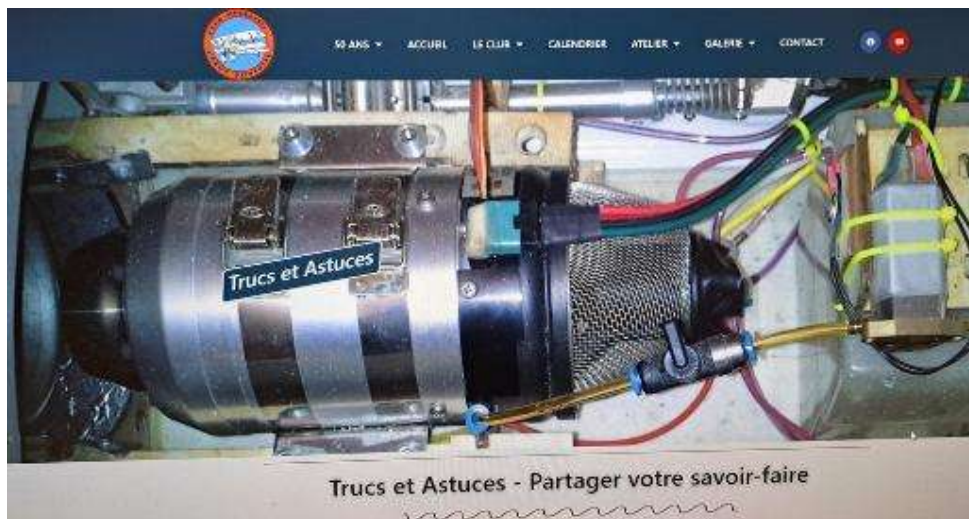 50 ANS ACCUEIL LE CLUB CALENDRIER ATELIER GALERIE CONTACT
Trucs et Astuces
Trucs et Astuces - Partager votre savoir-faire